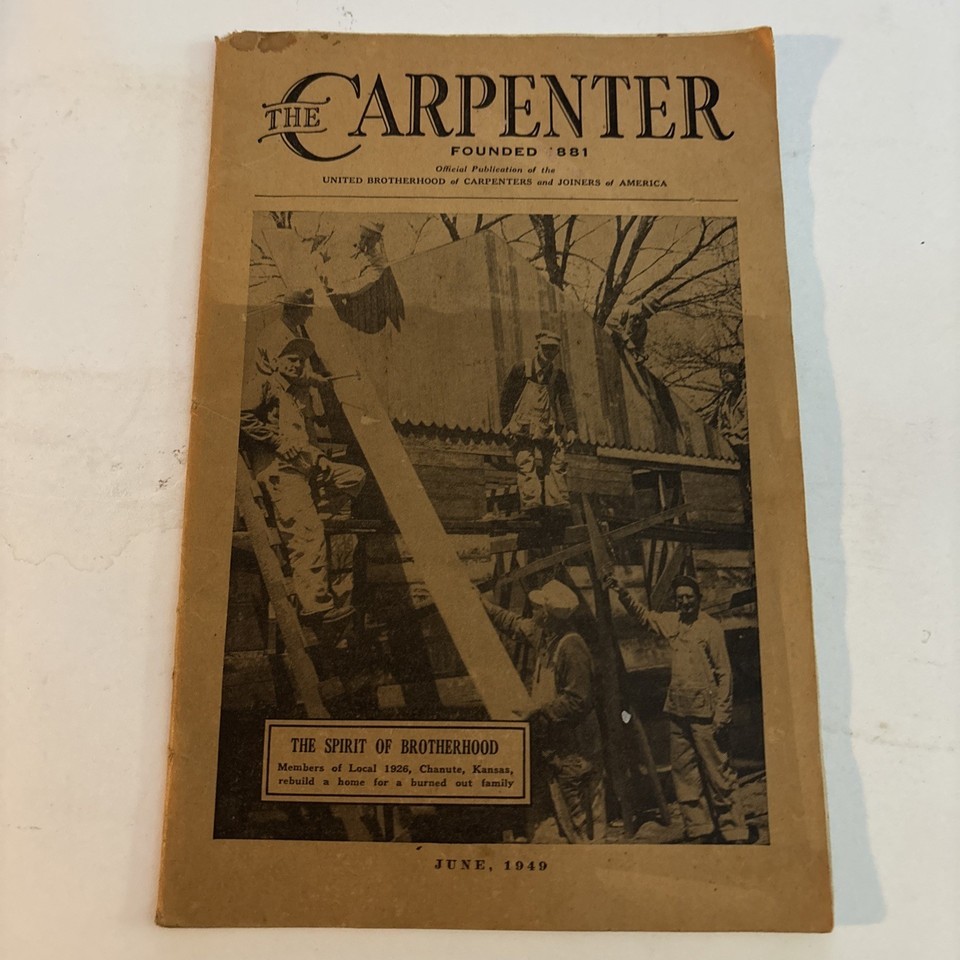 THE CARPENTER
FOUNDED 1881
Official Publication of the
UNITED BROTHERHOOD of CARPENTERS and JOINERS of AMERICA
THE SPIRIT OF BROTHERHOOD
Members of Local 1926, Chanute, Kansas,
rebuild a home for a burned out family
JUNE, 1949